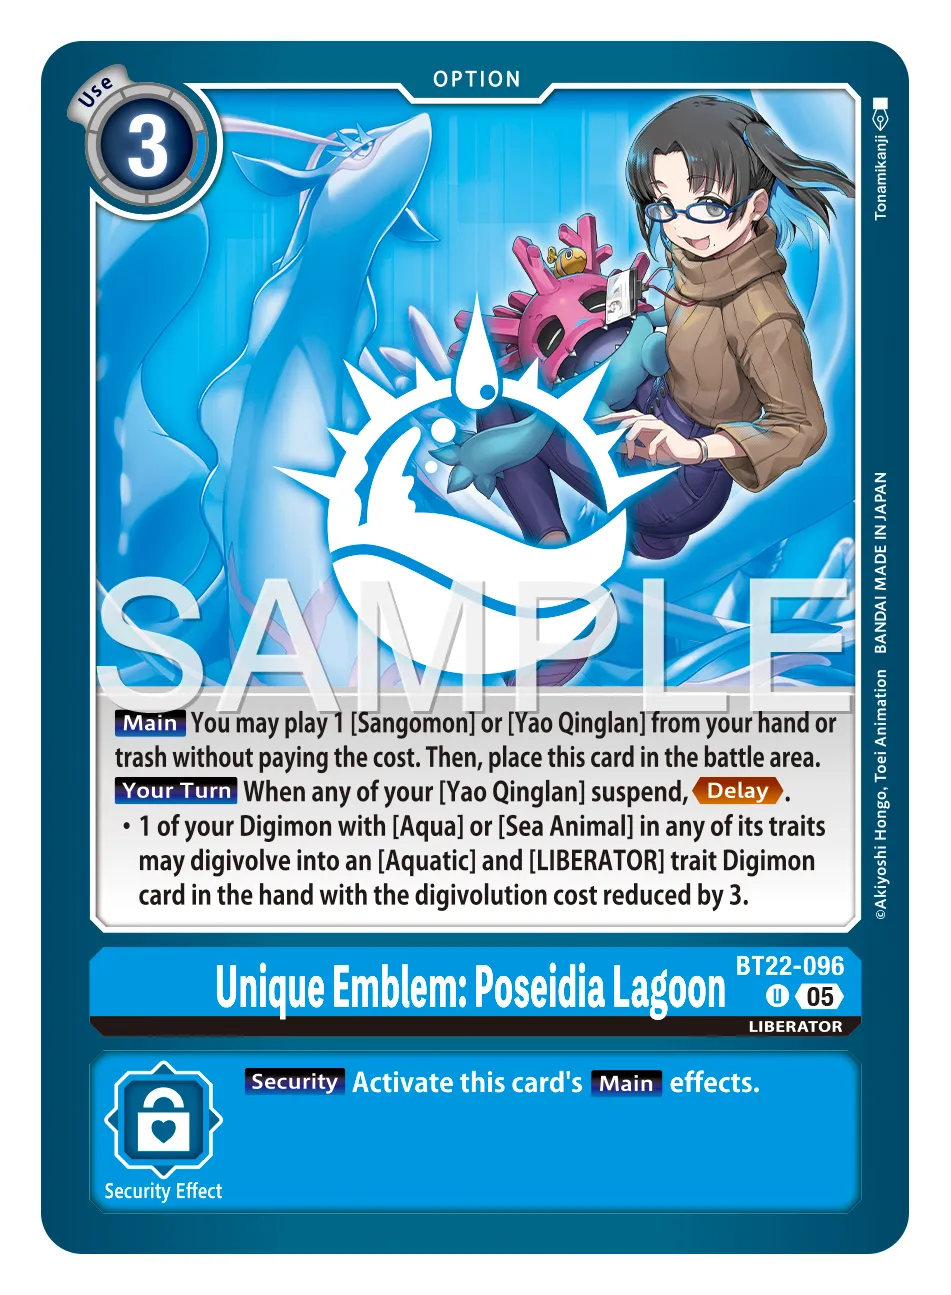 OPTION
Use
3
Tonamikanji
SAMPLE
Main You may play 1 [Sangomon] or [Yao Qinglan] from your hand or
trash without paying the cost. Then, place this card in the battle area.
Your Turn When any of your [Yao Qinglan] suspend, Delay.
・1 of your Digimon with [Aqua] or [Sea Animal] in any of its traits
may digivolve into an [Aquatic] and [LIBERATOR] trait Digimon
card in the hand with the digivolution cost reduced by 3.
©Akiyoshi Hongo, Toei Animation BANDAI MADE IN JAPAN
Unique Emblem: Poseidia Lagoon
BT22-096
U 05
LIBERATOR
Security Activate this card's Main effects.
Security Effect